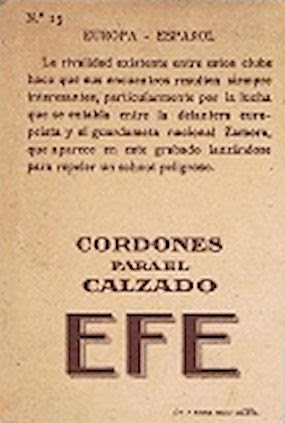 N.º 15
EUROPA - ESPAÑOL
La rivalidad existente entre estos clubs
hace que sus encuentros resulten siempre
interesantes, particularmente por la lucha
que se entabla entre la delantera euro-
peista y el guardameta nacional Zamora,
que aparece en este grabado lanzándose
para repeler un schoot peligroso.
CORDONES
PARA EL
CALZADO
EFE